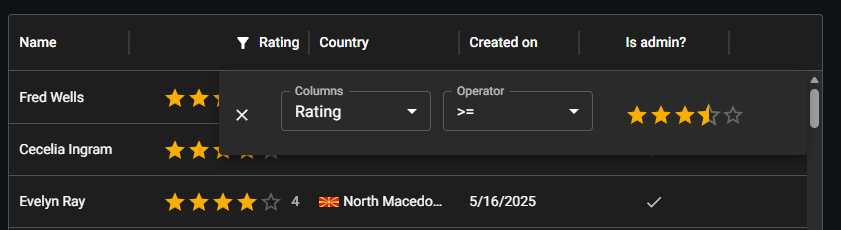 Name Rating Country Created on Is admin?
Columns Operator
Fred Wells Rating >=
Cecelia Ingram
Evelyn Ray 4 North Macedo... 5/16/2025